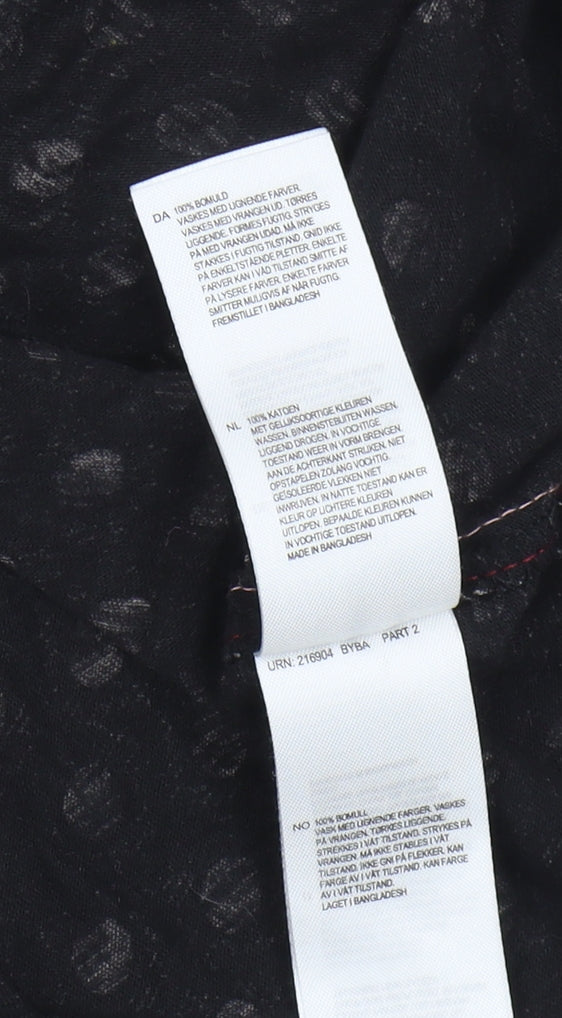 DA 100% BOMULD
VASKES MED LIGNENDE FARVER.
VASKES MED VRANGEN UD. TØRRES
LIGGENDE. FORMES FUGTIG. STRYGES
PÅ MED VRANGEN UDAD. MÅ IKKE
STAKKES I FUGTIG TILSTAND. GNID IKKE
PÅ ENKELTSTÅENDE PLETTER. ENKELTE
FARVER KAN I VÅD TILSTAND SMITTE AF
PÅ LYSERE FARVER. ENKELTE FARVER
SMITTER MULIGVIS AF NÅR FUGTIG.
FREMSTILLET I BANGLADESH
NL 100% KATOEN
MET GELIJKSOORTIGE KLEUREN
WASSEN. BINNENSTEBUITEN WASSEN.
LIGGEND DROGEN. IN VOCHTIGE
TOESTAND WEER IN VORM BRENGEN.
AAN DE ACHTERKANT STRIJKEN. NIET
OPSTAPELEN ZOLANG VOCHTIG.
GEÏSOLEERDE VLEKKEN NIET
INWRIJVEN. IN NATTE TOESTAND KAN ER
KLEUR OP LICHTERE KLEUREN
UITLOPEN. BEPAALDE KLEUREN KUNNEN
IN VOCHTIGE TOESTAND UITLOPEN.
MADE IN BANGLADESH
URN: 216904 BYBA PART 2
NO 100% BOMULL
VASK MED LIGNENDE FARGER. VASKES
PÅ VRANGEN. TØRKES LIGGENDE.
STREKKES I VÅT TILSTAND. STRYKES PÅ
VRANGEN. MÅ IKKE STABLES I VÅT
TILSTAND. IKKE GNI PÅ FLEKKER. KAN
FARGE AV I VÅT TILSTAND. KAN FARGE
AV I VÅT TILSTAND.
LAGET I BANGLADESH